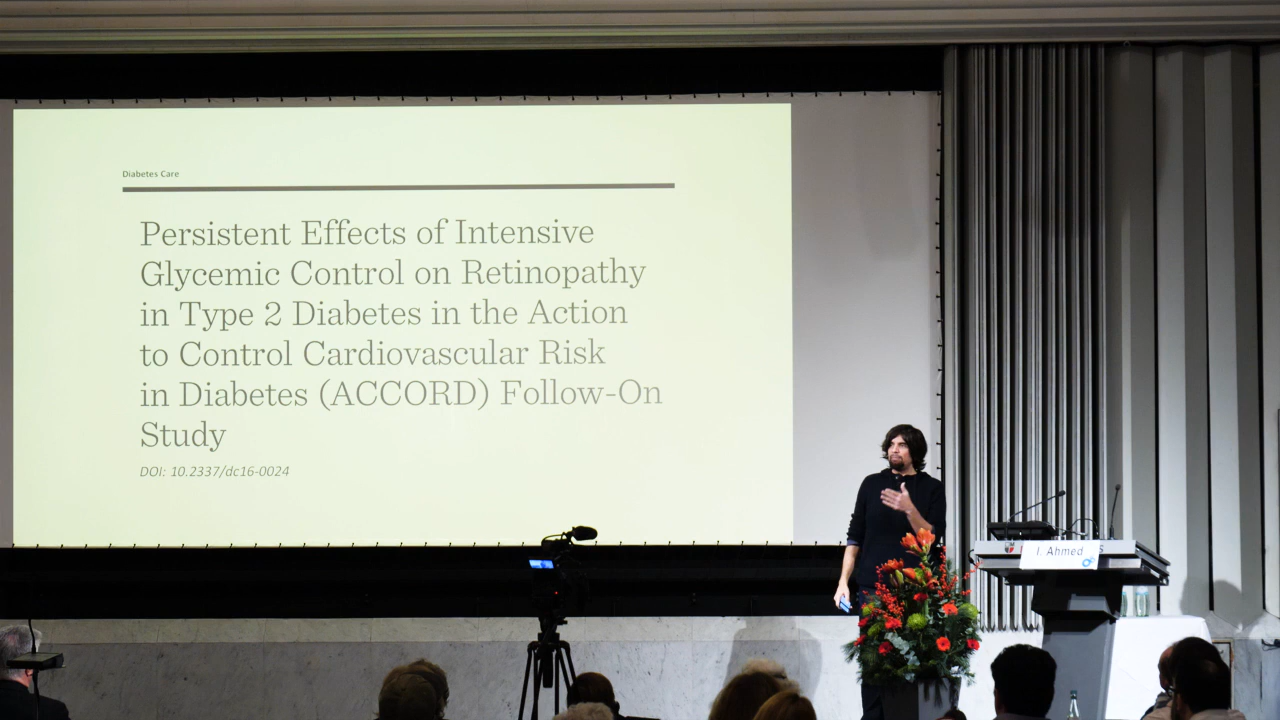 Diabetes Care
Persistent Effects of Intensive
Glycemic Control on Retinopathy
in Type 2 Diabetes in the Action
to Control Cardiovascular Risk
in Diabetes (ACCORD) Follow-On
Study
DOI: 10.2337/dc16-0024
I. Ahmed